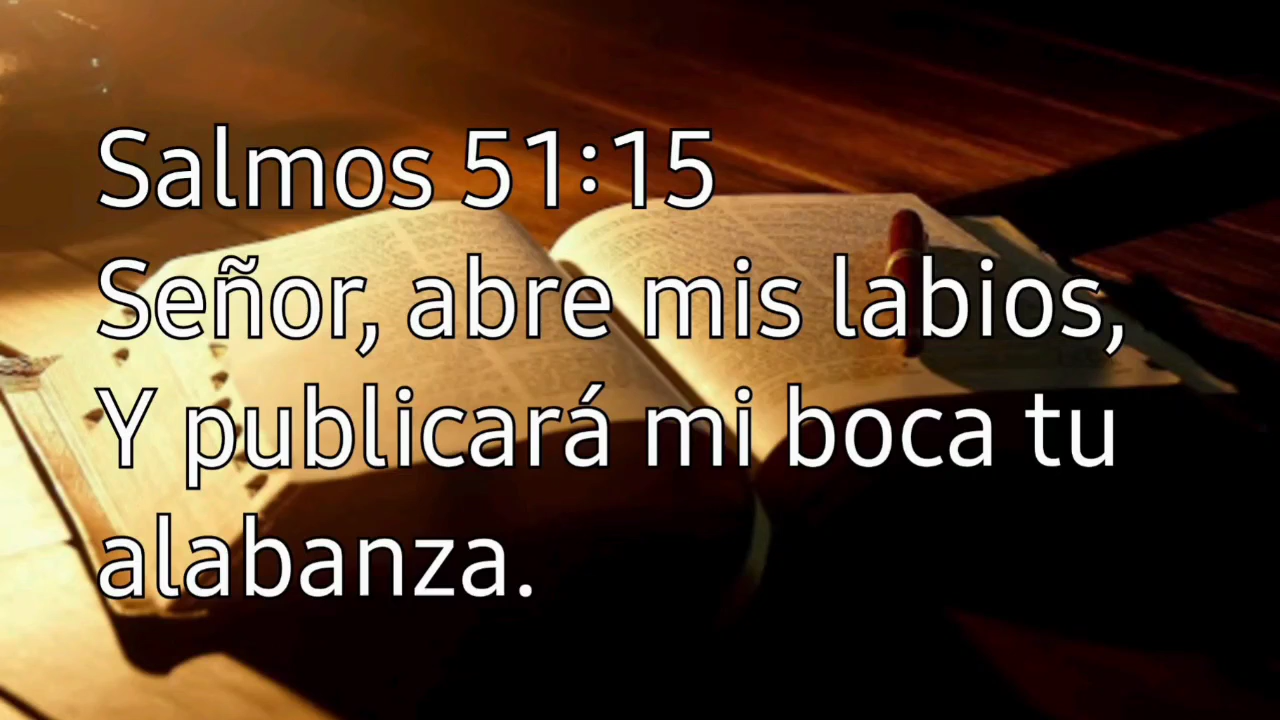 Salmos 51:15
Señor, abre mis labios,
Y publicará mi boca tu
alabanza.